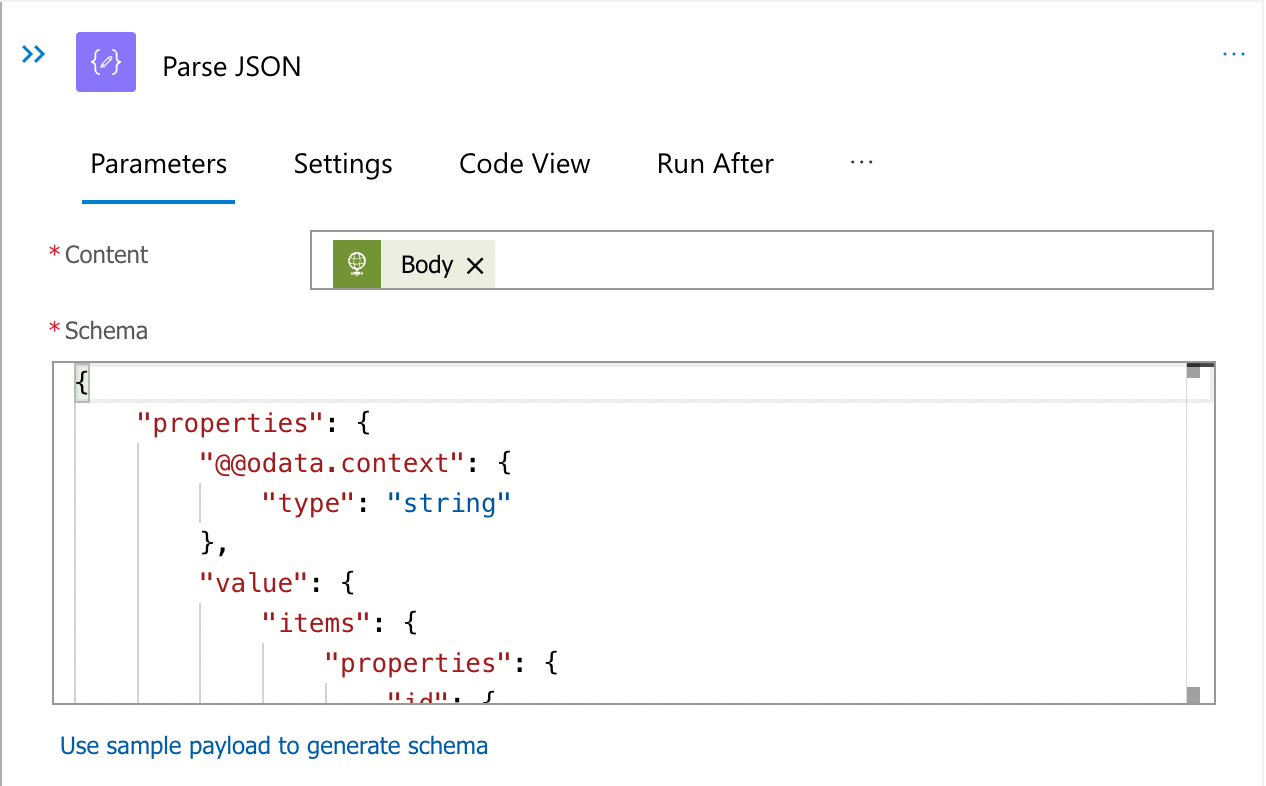 Parse JSON
Parameters Settings Code View Run After ...
* Content Body
* Schema
{
"properties": {
"@@odata.context": {
"type": "string"
},
"value": {
"items": {
"properties": {
"id": {
Use sample payload to generate schema